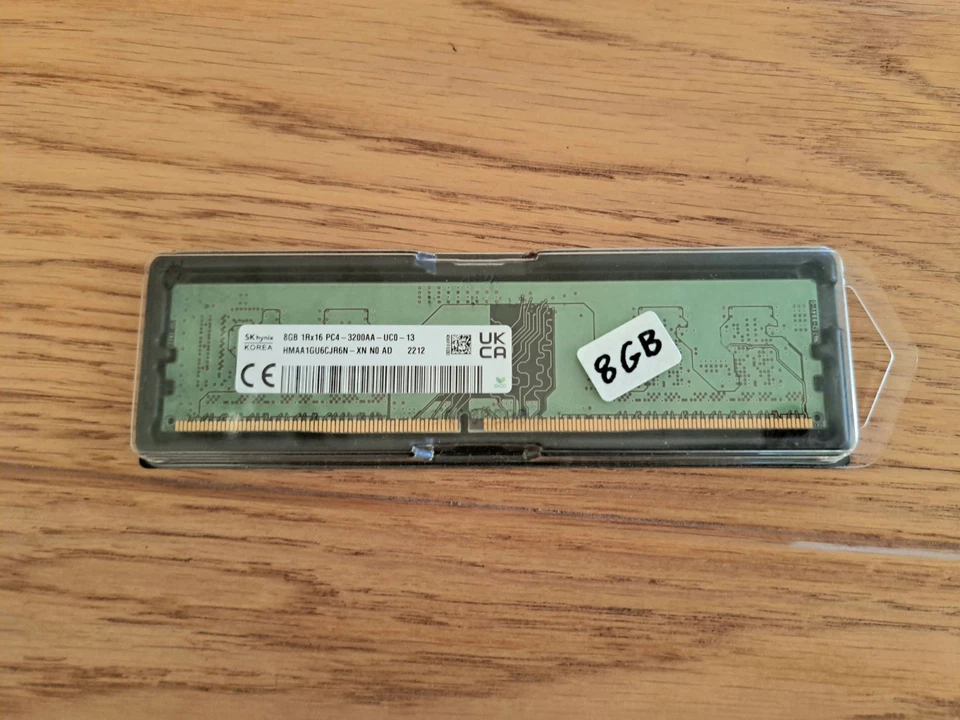 SK hynix
KOREA
8GB 1Rx16 PC4-3200AA-UC0-13
HMAA1GU6CJR6N-XN N0 AD 2212
UK
CA
CE
8GB